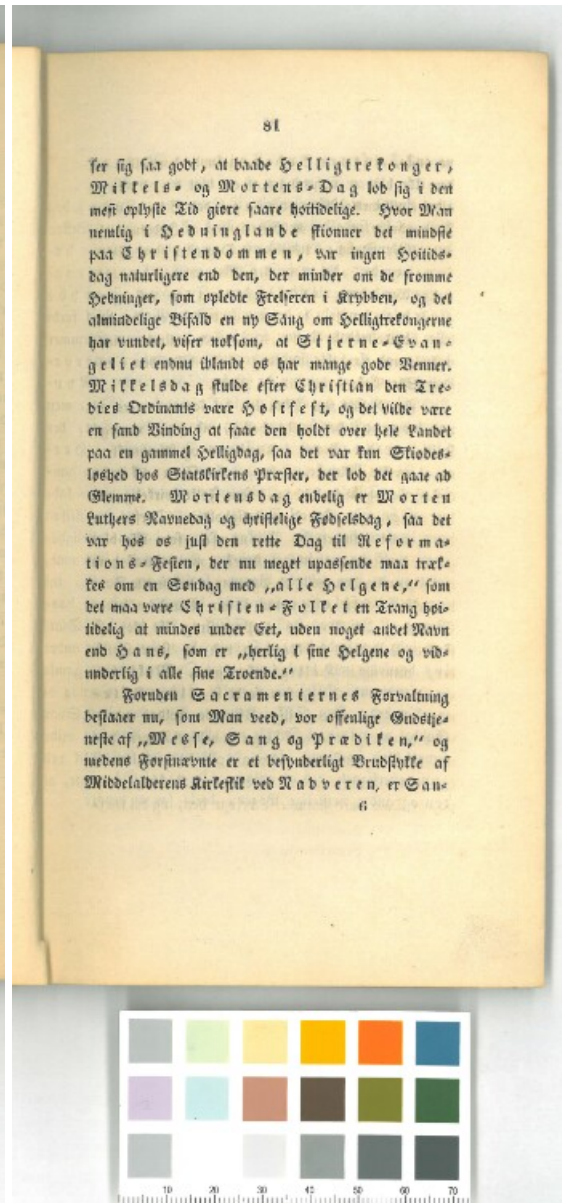 81
ser sig saa godt, at baade Helligtrekonger,
Mikkels- og Mortens-Dag lod sig i den
mest oplyste Tid giøre saare høitidelige. Hvor Man
nemlig i Hedninglande skiønner det mindste
paa Christendommen, var ingen Høitids-
dag naturligere end den, der minder om de fromme
Hedninger, som opledte Frelseren i Krybben, og det
almindelige Bifald en ny Sang om Helligtrekongerne
har vundet, viser noksom, at Stjerne-Evan-
geliet endnu iblandt os har mange gode Venner.
Mikkelsdag skulde efter Christian den Tre-
dies Ordinants være Høstfest, og det vilde være
en sand Vinding at faae den holdt over hele Landet
paa en gammel Helligdag, saa det var kun Skiødes-
løshed hos Statskirkens Præster, der lod det gaae ad
Glemme. Mortensdag endelig er Morten
Luthers Navnedag og christelige Fødselsdag, saa det
var hos os just den rette Dag til Reforma-
tions-Festen, der nu meget upassende maa træk-
kes om en Søndag med „alle Helgene,“ som
det maa være Christen-Folket en Trang høi-
tidelig at mindes under Eet, uden noget andet Navn
end Hans, som er „herlig i sine Helgene og vid-
underlig i alle sine Troende.“
Foruden Sacramenternes Forvaltning
bestaaer nu, som Man veed, vor offenlige Gudstje-
neste af „Messe, Sang og Prædiken,“ og
medens Førstnævnte er et besynderligt Brudstykke af
Middelalderens Kirkeskik ved Nadveren, er San-
6
10 20 30 40 50 60 70